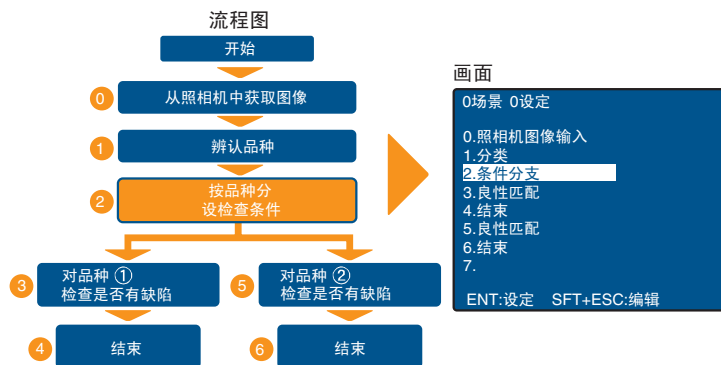 流程图
开始
0
从照相机中获取图像
1
辨认品种
2
按品种分
设检查条件
3
对品种①
检查是否有缺陷
5
对品种②
检查是否有缺陷
4
结束
6
结束
画面
0场景 0设定
0.照相机图像输入
1.分类
2.条件分支
3.良性匹配
4.结束
5.良性匹配
6.结束
7.
ENT:设定 SFT+ESC:编辑